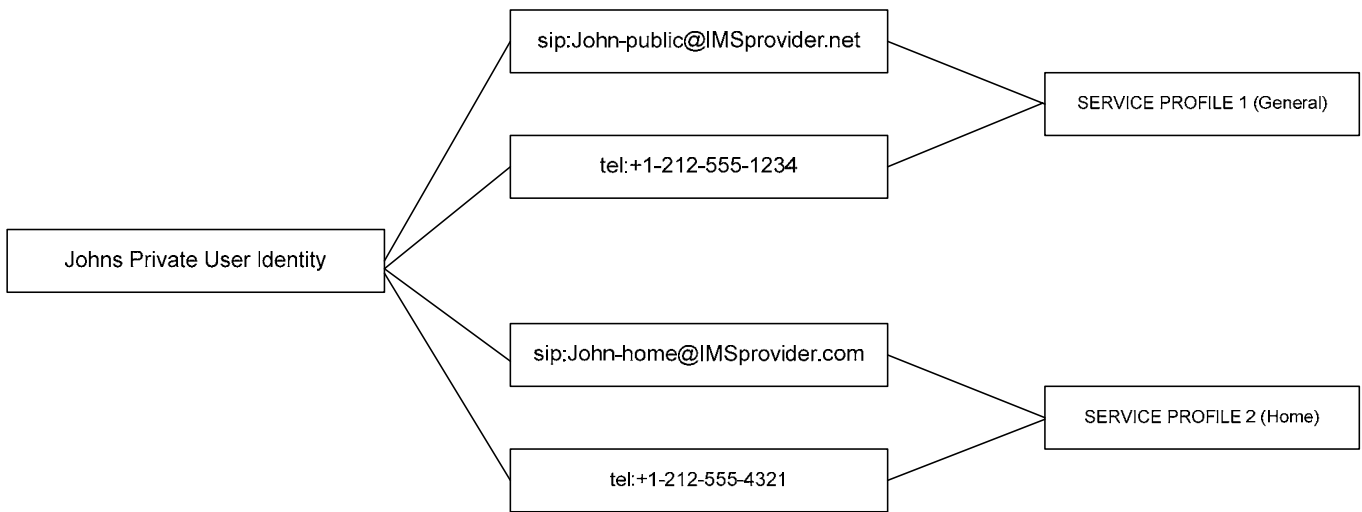 sip:John-public@IMSprovider.net
SERVICE PROFILE 1 (General)
tel:+1-212-555-1234
Johns Private User Identity
sip:John-home@IMSprovider.com
SERVICE PROFILE 2 (Home)
tel:+1-212-555-4321